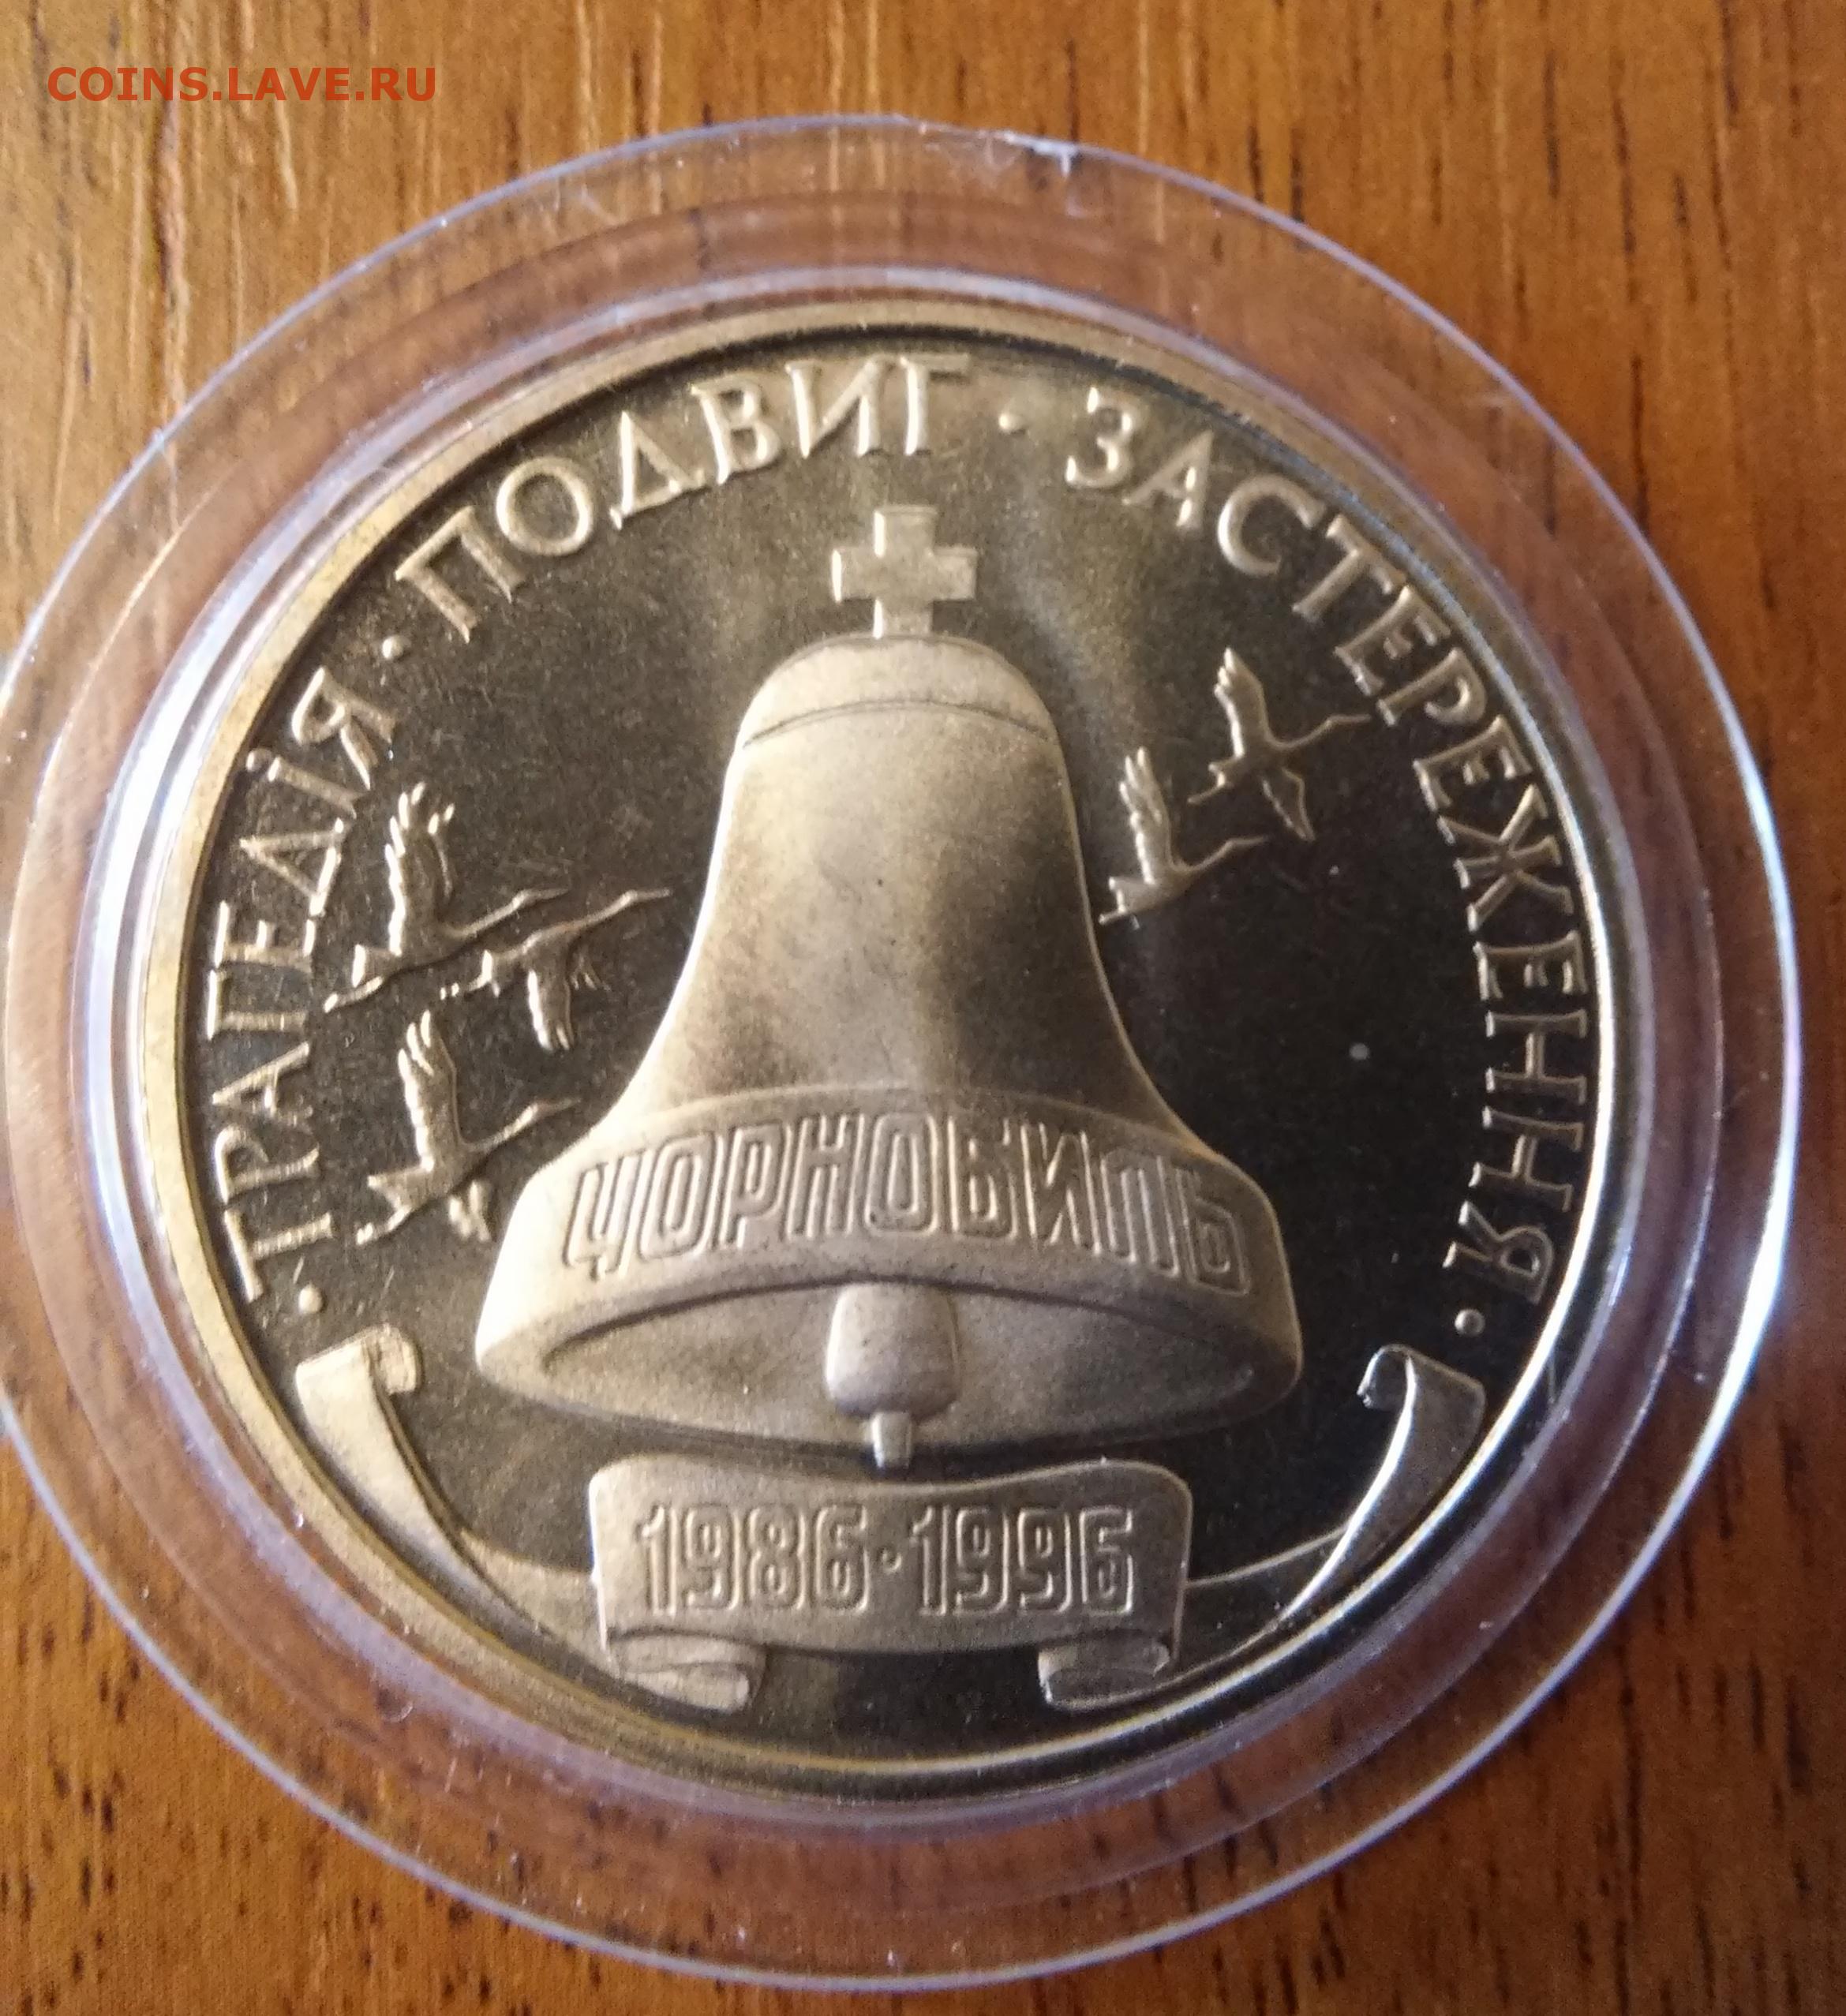 COINS.LAVE.RU
· ТРАГЕДІЯ · ПОДВИГ · ЗАСТЕРЕЖЕННЯ ·
ЧОРНОБИЛЬ
1986·1996